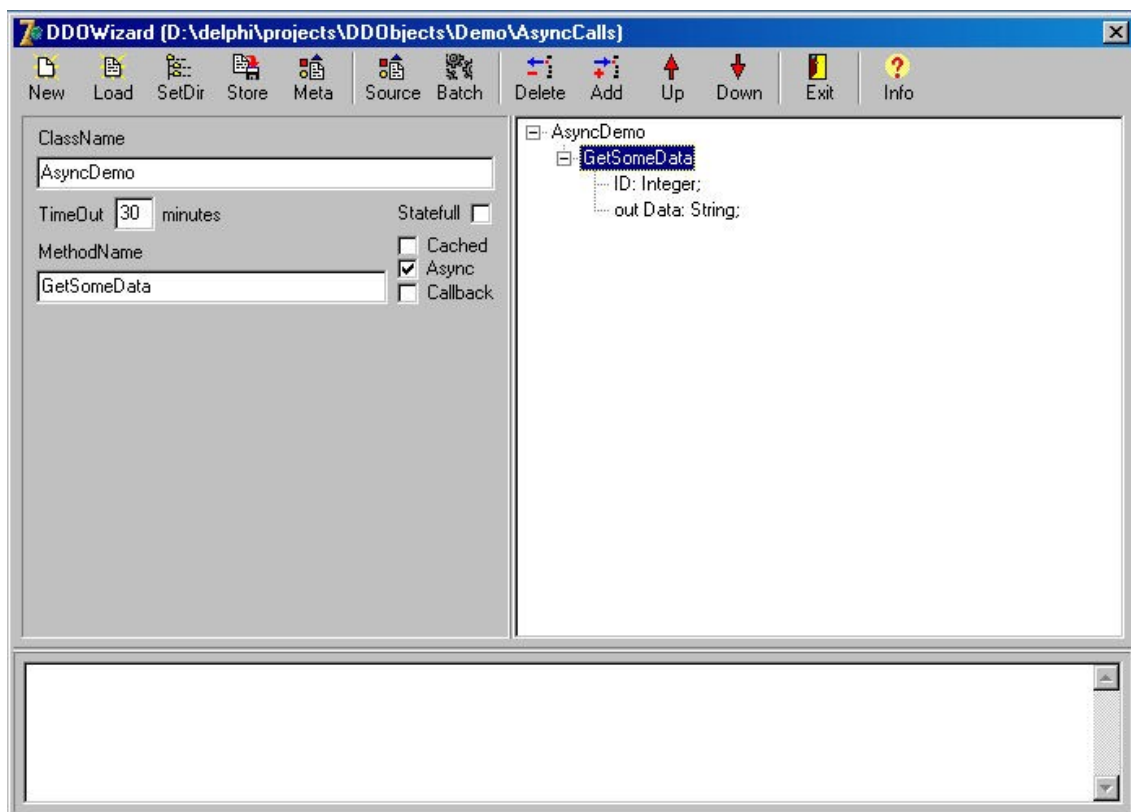 DDOWizard (D:\delphi\projects\DDObjects\Demo\AsyncCalls)
New Load SetDir Store Meta Source Batch Delete Add Up Down Exit Info
ClassName
AsyncDemo
TimeOut 30 minutes Statefull
MethodName
Cached
Async
GetSomeData
Callback
AsyncDemo
GetSomeData
ID: Integer;
out Data: String;